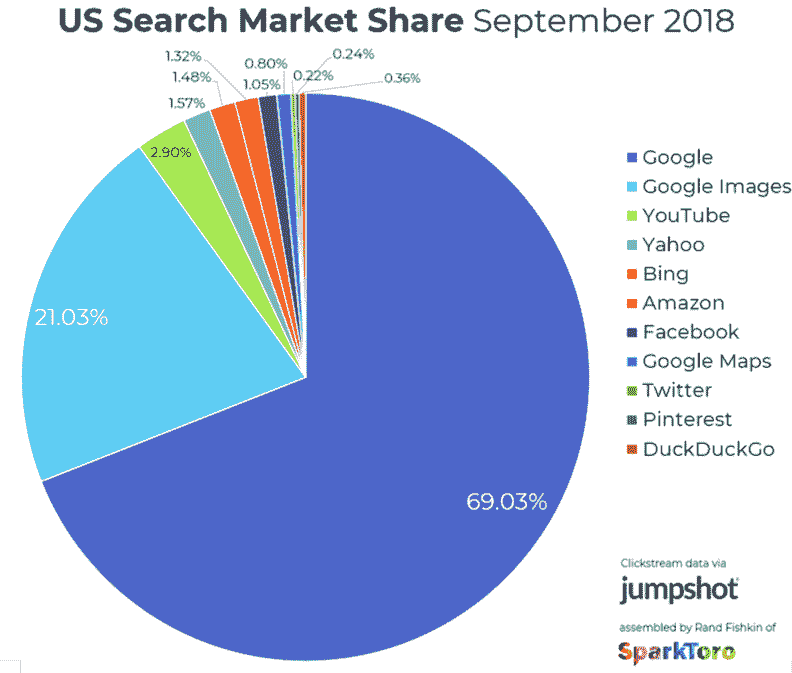 US Search Market Share September 2018
1.32%
0.24%
0.80%
0.22%
0.36%
1.48%
1.05%
1.57%
2.90%
21.03%
69.03%
Google
Google Images
YouTube
Yahoo
Bing
Amazon
Facebook
Google Maps
Twitter
Pinterest
DuckDuckGo
Clickstream data via
jumpshot
assembled by Rand Fishkin of
SparkToro